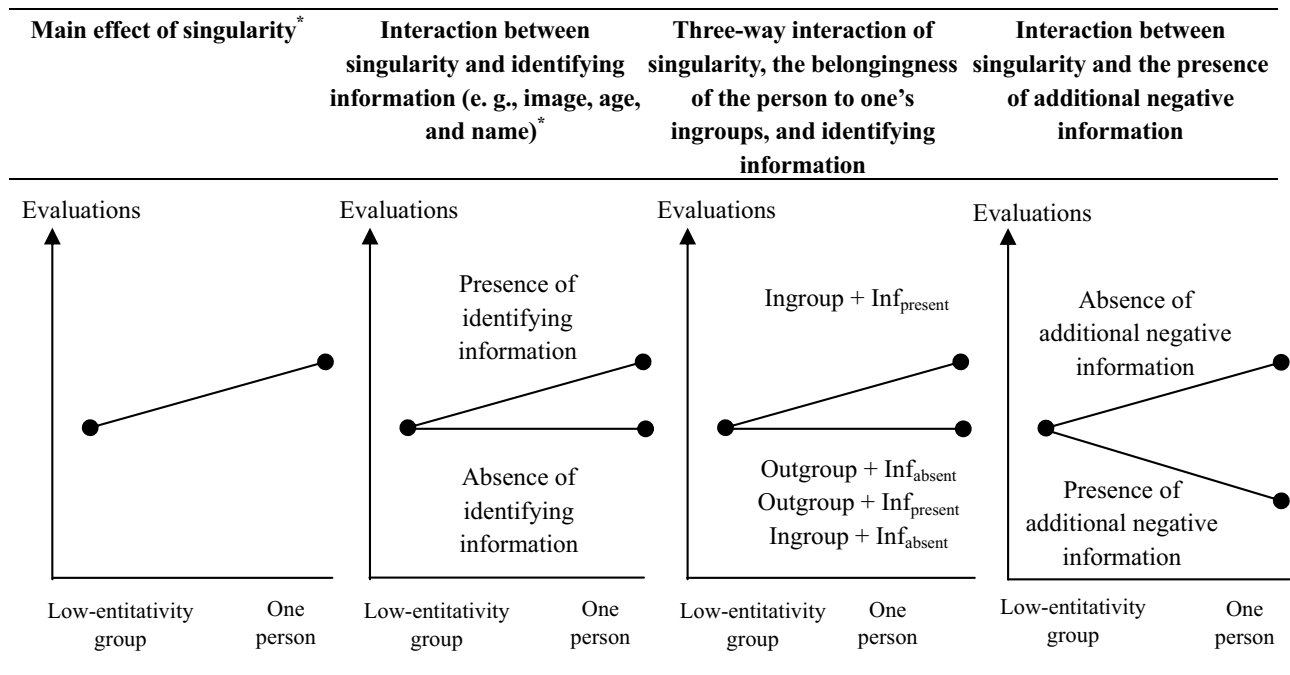 Main effect of singularity*
Interaction between
singularity and identifying
information (e. g., image, age,
and name)*
Three-way interaction of
singularity, the belongingness
of the person to one's
ingroups, and identifying
information
Interaction between
singularity and the presence
of additional negative
information
Evaluations
Low-entitativity
group
One
person
Evaluations
Presence of
identifying
information
Absence of
identifying
information
Low-entitativity
group
One
person
Evaluations
Ingroup + Inf_present
Outgroup + Inf_absent
Outgroup + Inf_present
Ingroup + Inf_absent
Low-entitativity
group
One
person
Evaluations
Absence of
additional negative
information
Presence of
additional negative
information
Low-entitativity
group
One
person